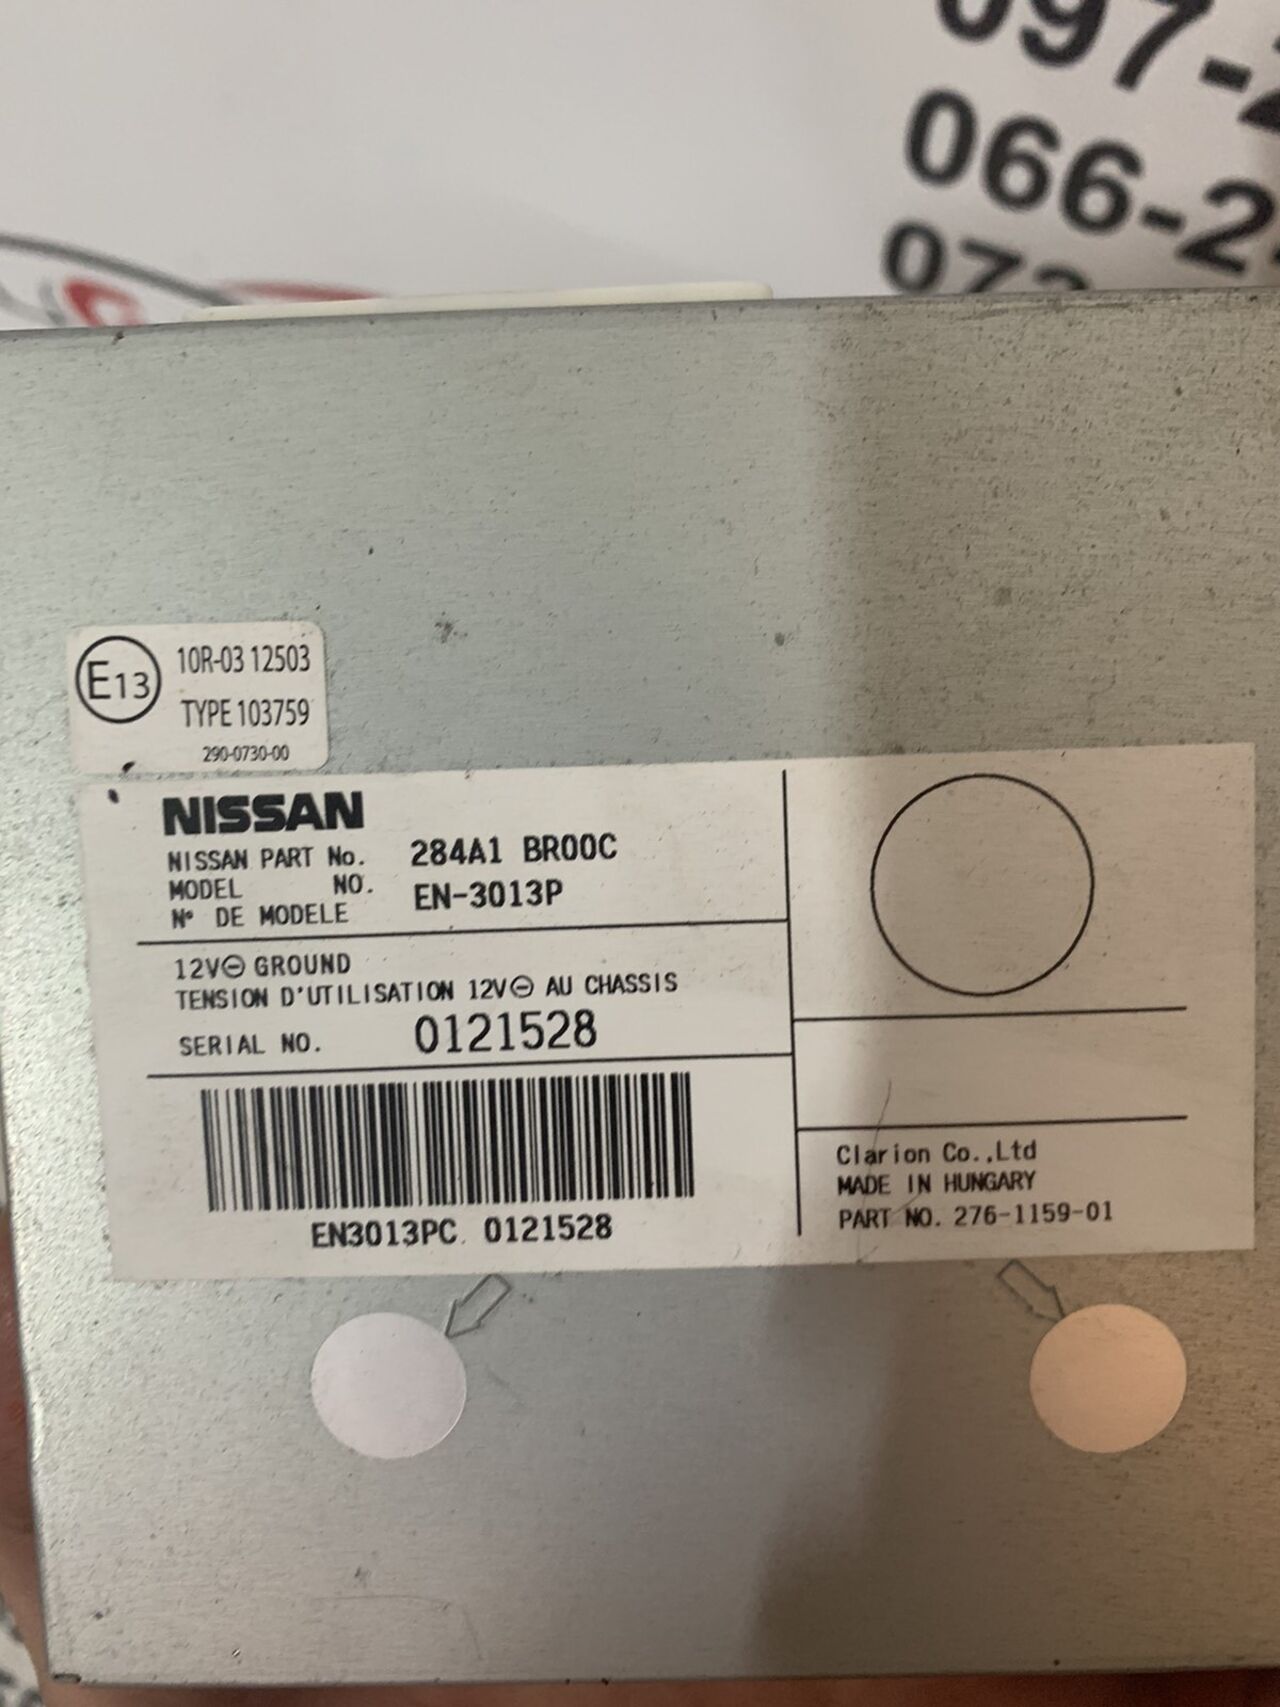 097-2
066-2
073
E13
10R-03 12503
TYPE 103759
290-0730-00
NISSAN
NISSAN PART No. 284A1 BR00C
MODEL NO. EN-3013P
N° DE MODELE
12V⊖ GROUND
TENSION D'UTILISATION 12V⊖ AU CHASSIS
SERIAL NO. 0121528
EN3013PC 0121528
Clarion Co.,Ltd
MADE IN HUNGARY
PART NO. 276-1159-01